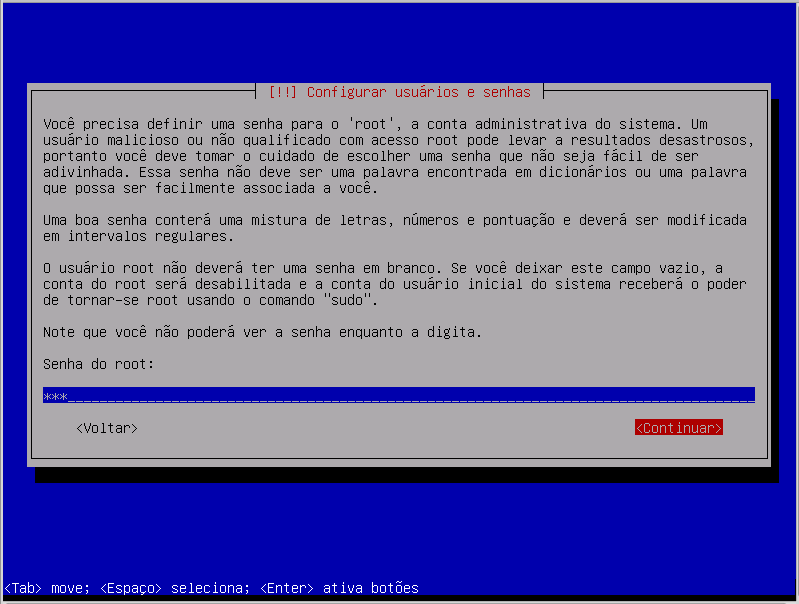 [!!] Configurar usuários e senhas
Você precisa definir uma senha para o 'root', a conta administrativa do sistema. Um
usuário malicioso ou não qualificado com acesso root pode levar a resultados desastrosos,
portanto você deve tomar o cuidado de escolher uma senha que não seja fácil de ser
adivinhada. Essa senha não deve ser uma palavra encontrada em dicionários ou uma palavra
que possa ser facilmente associada a você.
Uma boa senha conterá uma mistura de letras, números e pontuação e deverá ser modificada
em intervalos regulares.
O usuário root não deverá ter uma senha em branco. Se você deixar este campo vazio, a
conta do root será desabilitada e a conta do usuário inicial do sistema receberá o poder
de tornar-se root usando o comando "sudo".
Note que você não poderá ver a senha enquanto a digita.
Senha do root:
***
<Voltar> <Continuar>
<Tab> move; <Espaço> seleciona; <Enter> ativa botões